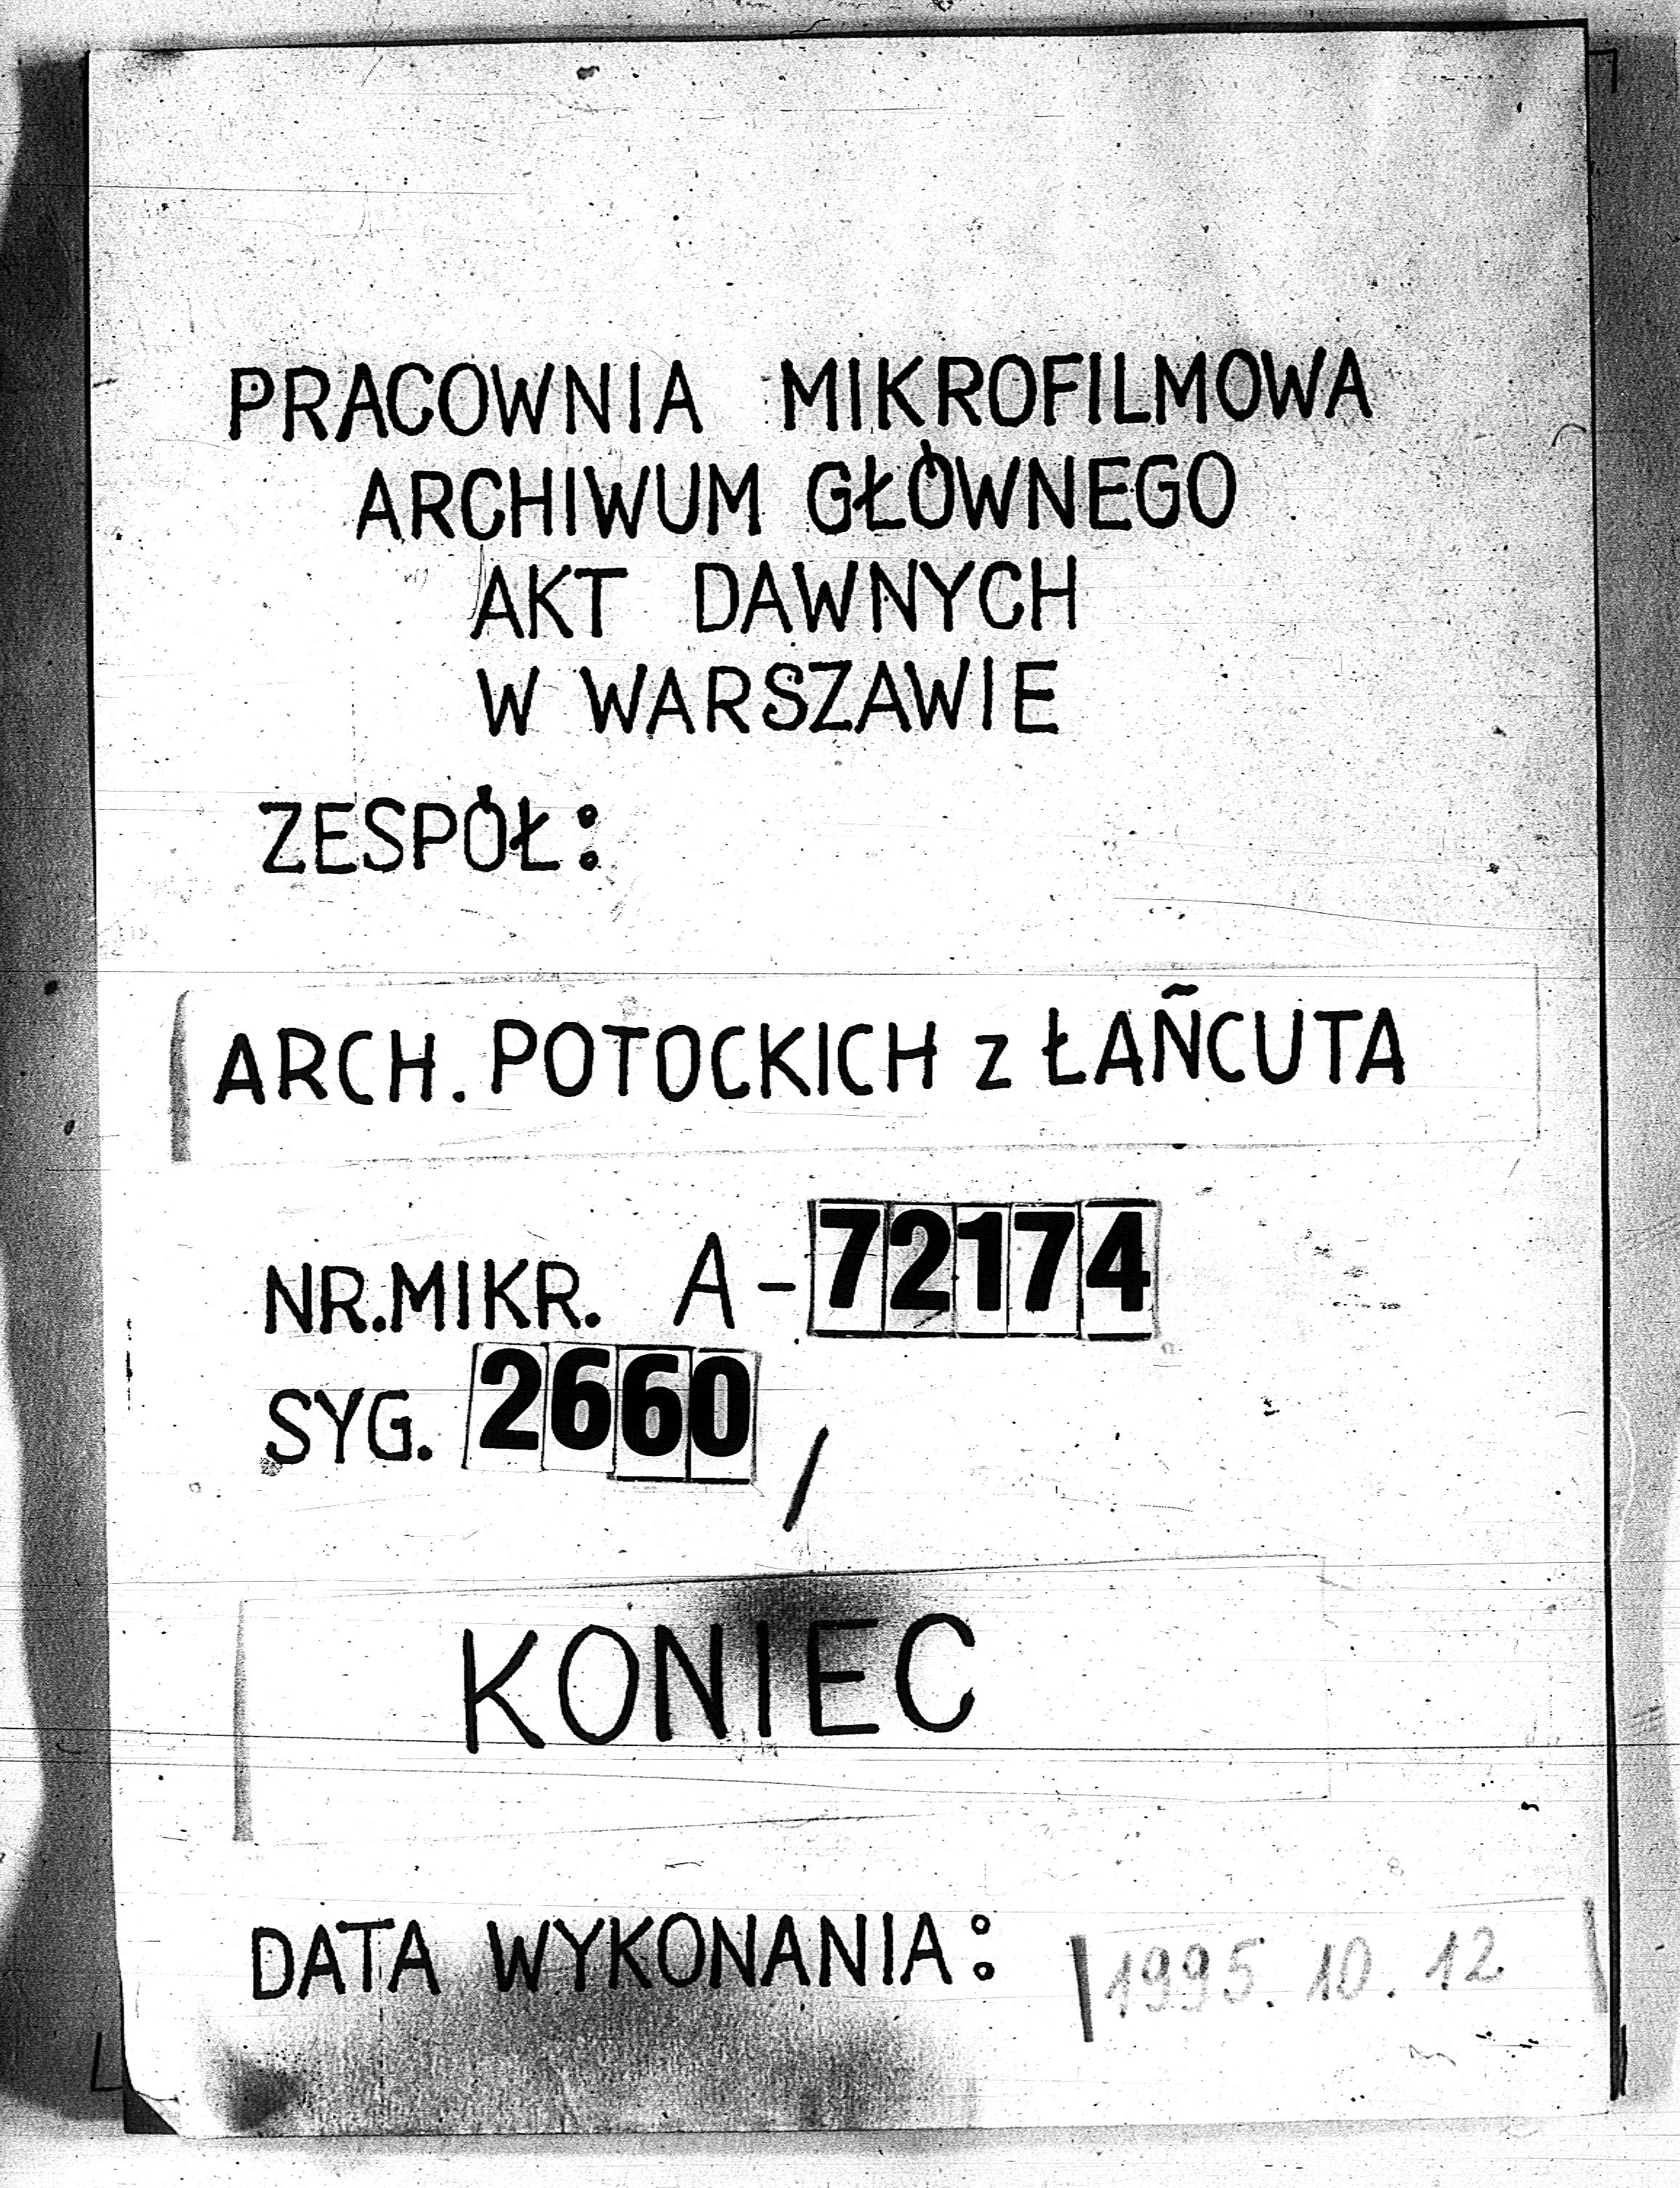 PRACOWNIA MIKROFILMOWA
ARCHIWUM GŁÓWNEGO
AKT DAWNYCH
W WARSZAWIE
ZESPÓŁ:
ARCH. POTOCKICH z ŁAŃCUTA
NR.MIKR. A-72174
SYG. 2660/
KONIEC
DATA WYKONANIA: 1995.10.12